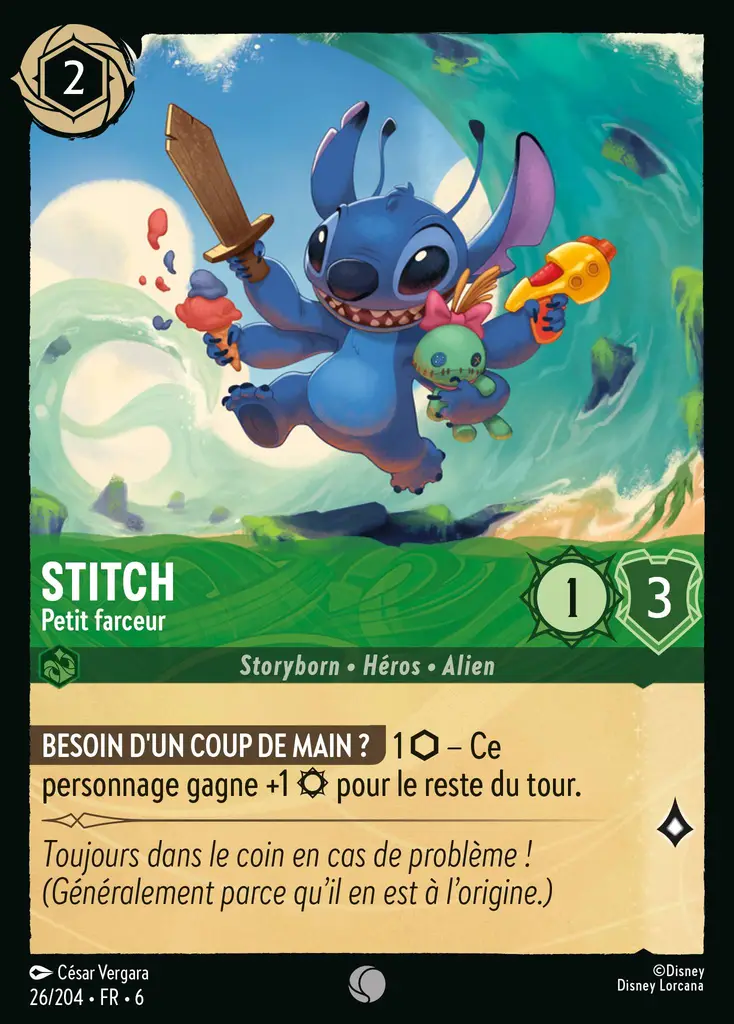 2
STITCH
Petit farceur
1
3
Storyborn • Héros • Alien
BESOIN D'UN COUP DE MAIN ? 1 – Ce
personnage gagne +1 pour le reste du tour.
Toujours dans le coin en cas de problème !
(Généralement parce qu'il en est à l'origine.)
César Vergara
26/204 • FR • 6
©Disney
Disney Lorcana